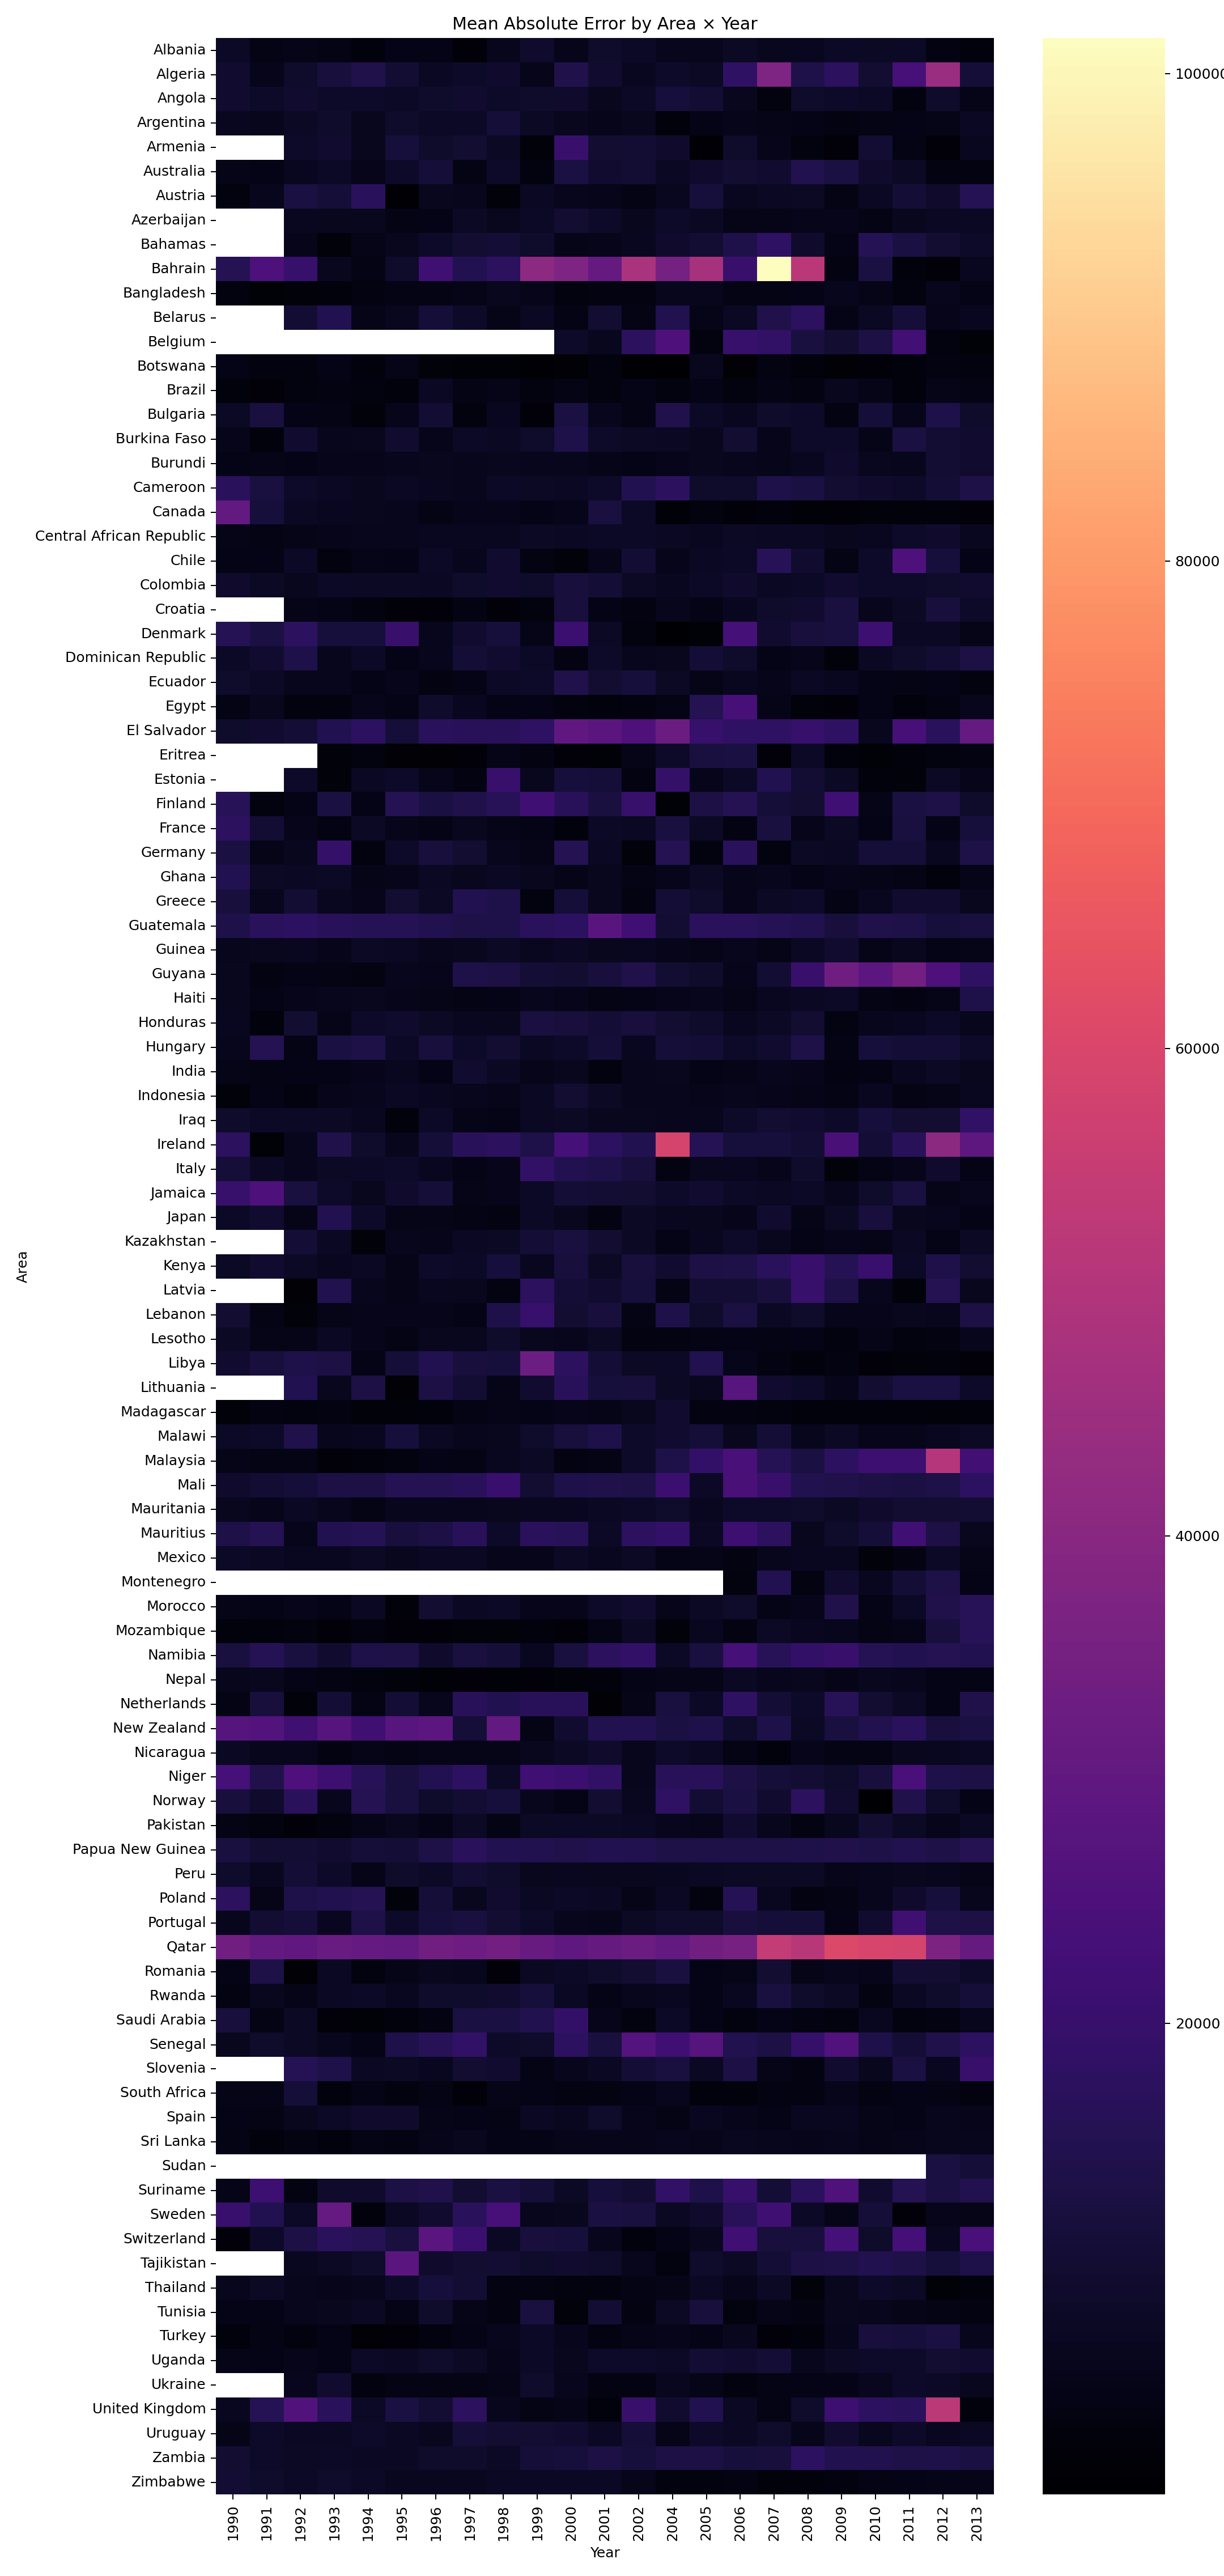 Mean Absolute Error by Area × Year
Albania
Algeria
Angola
Argentina
Armenia
Australia
Austria
Azerbaijan
Bahamas
Bahrain
Bangladesh
Belarus
Belgium
Botswana
Brazil
Bulgaria
Burkina Faso
Burundi
Cameroon
Canada
Central African Republic
Chile
Colombia
Croatia
Denmark
Dominican Republic
Ecuador
Egypt
El Salvador
Eritrea
Estonia
Finland
France
Germany
Ghana
Greece
Guatemala
Guinea
Guyana
Haiti
Honduras
Hungary
India
Indonesia
Iraq
Ireland
Italy
Jamaica
Japan
Kazakhstan
Kenya
Latvia
Lebanon
Lesotho
Libya
Lithuania
Madagascar
Malawi
Malaysia
Mali
Mauritania
Mauritius
Mexico
Montenegro
Morocco
Mozambique
Namibia
Nepal
Netherlands
New Zealand
Nicaragua
Niger
Norway
Pakistan
Papua New Guinea
Peru
Poland
Portugal
Qatar
Romania
Rwanda
Saudi Arabia
Senegal
Slovenia
South Africa
Spain
Sri Lanka
Sudan
Suriname
Sweden
Switzerland
Tajikistan
Thailand
Tunisia
Turkey
Uganda
Ukraine
United Kingdom
Uruguay
Zambia
Zimbabwe
Area
1990 1991 1992 1993 1994 1995 1996 1997 1998 1999 2000 2001 2002 2004 2005 2006 2007 2008 2009 2010 2011 2012 2013
Year
100000
80000
60000
40000
20000